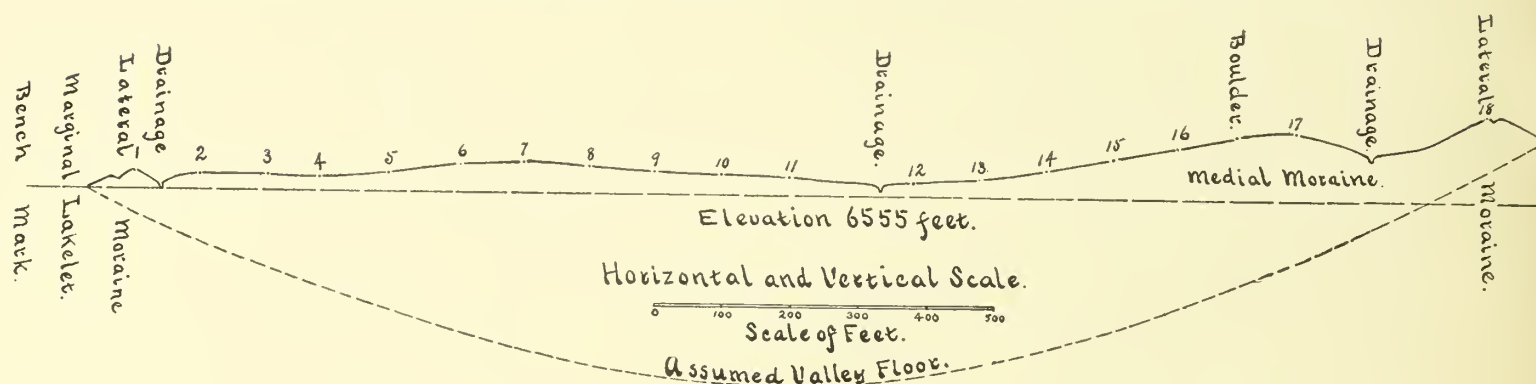 Bench Mark.
Marginal Lakelet.
Lateral Moraine
Drainage
1 2 3 4 5 6 7 8 9 10 11 12 13 14 15 16 17 18
Drainage.
Boulder.
Drainage.
Lateral Moraine.
Medial Moraine.
Elevation 6555 feet.
Horizontal and Vertical Scale.
0 100 200 300 400 500
Scale of Feet.
Assumed Valley Floor.